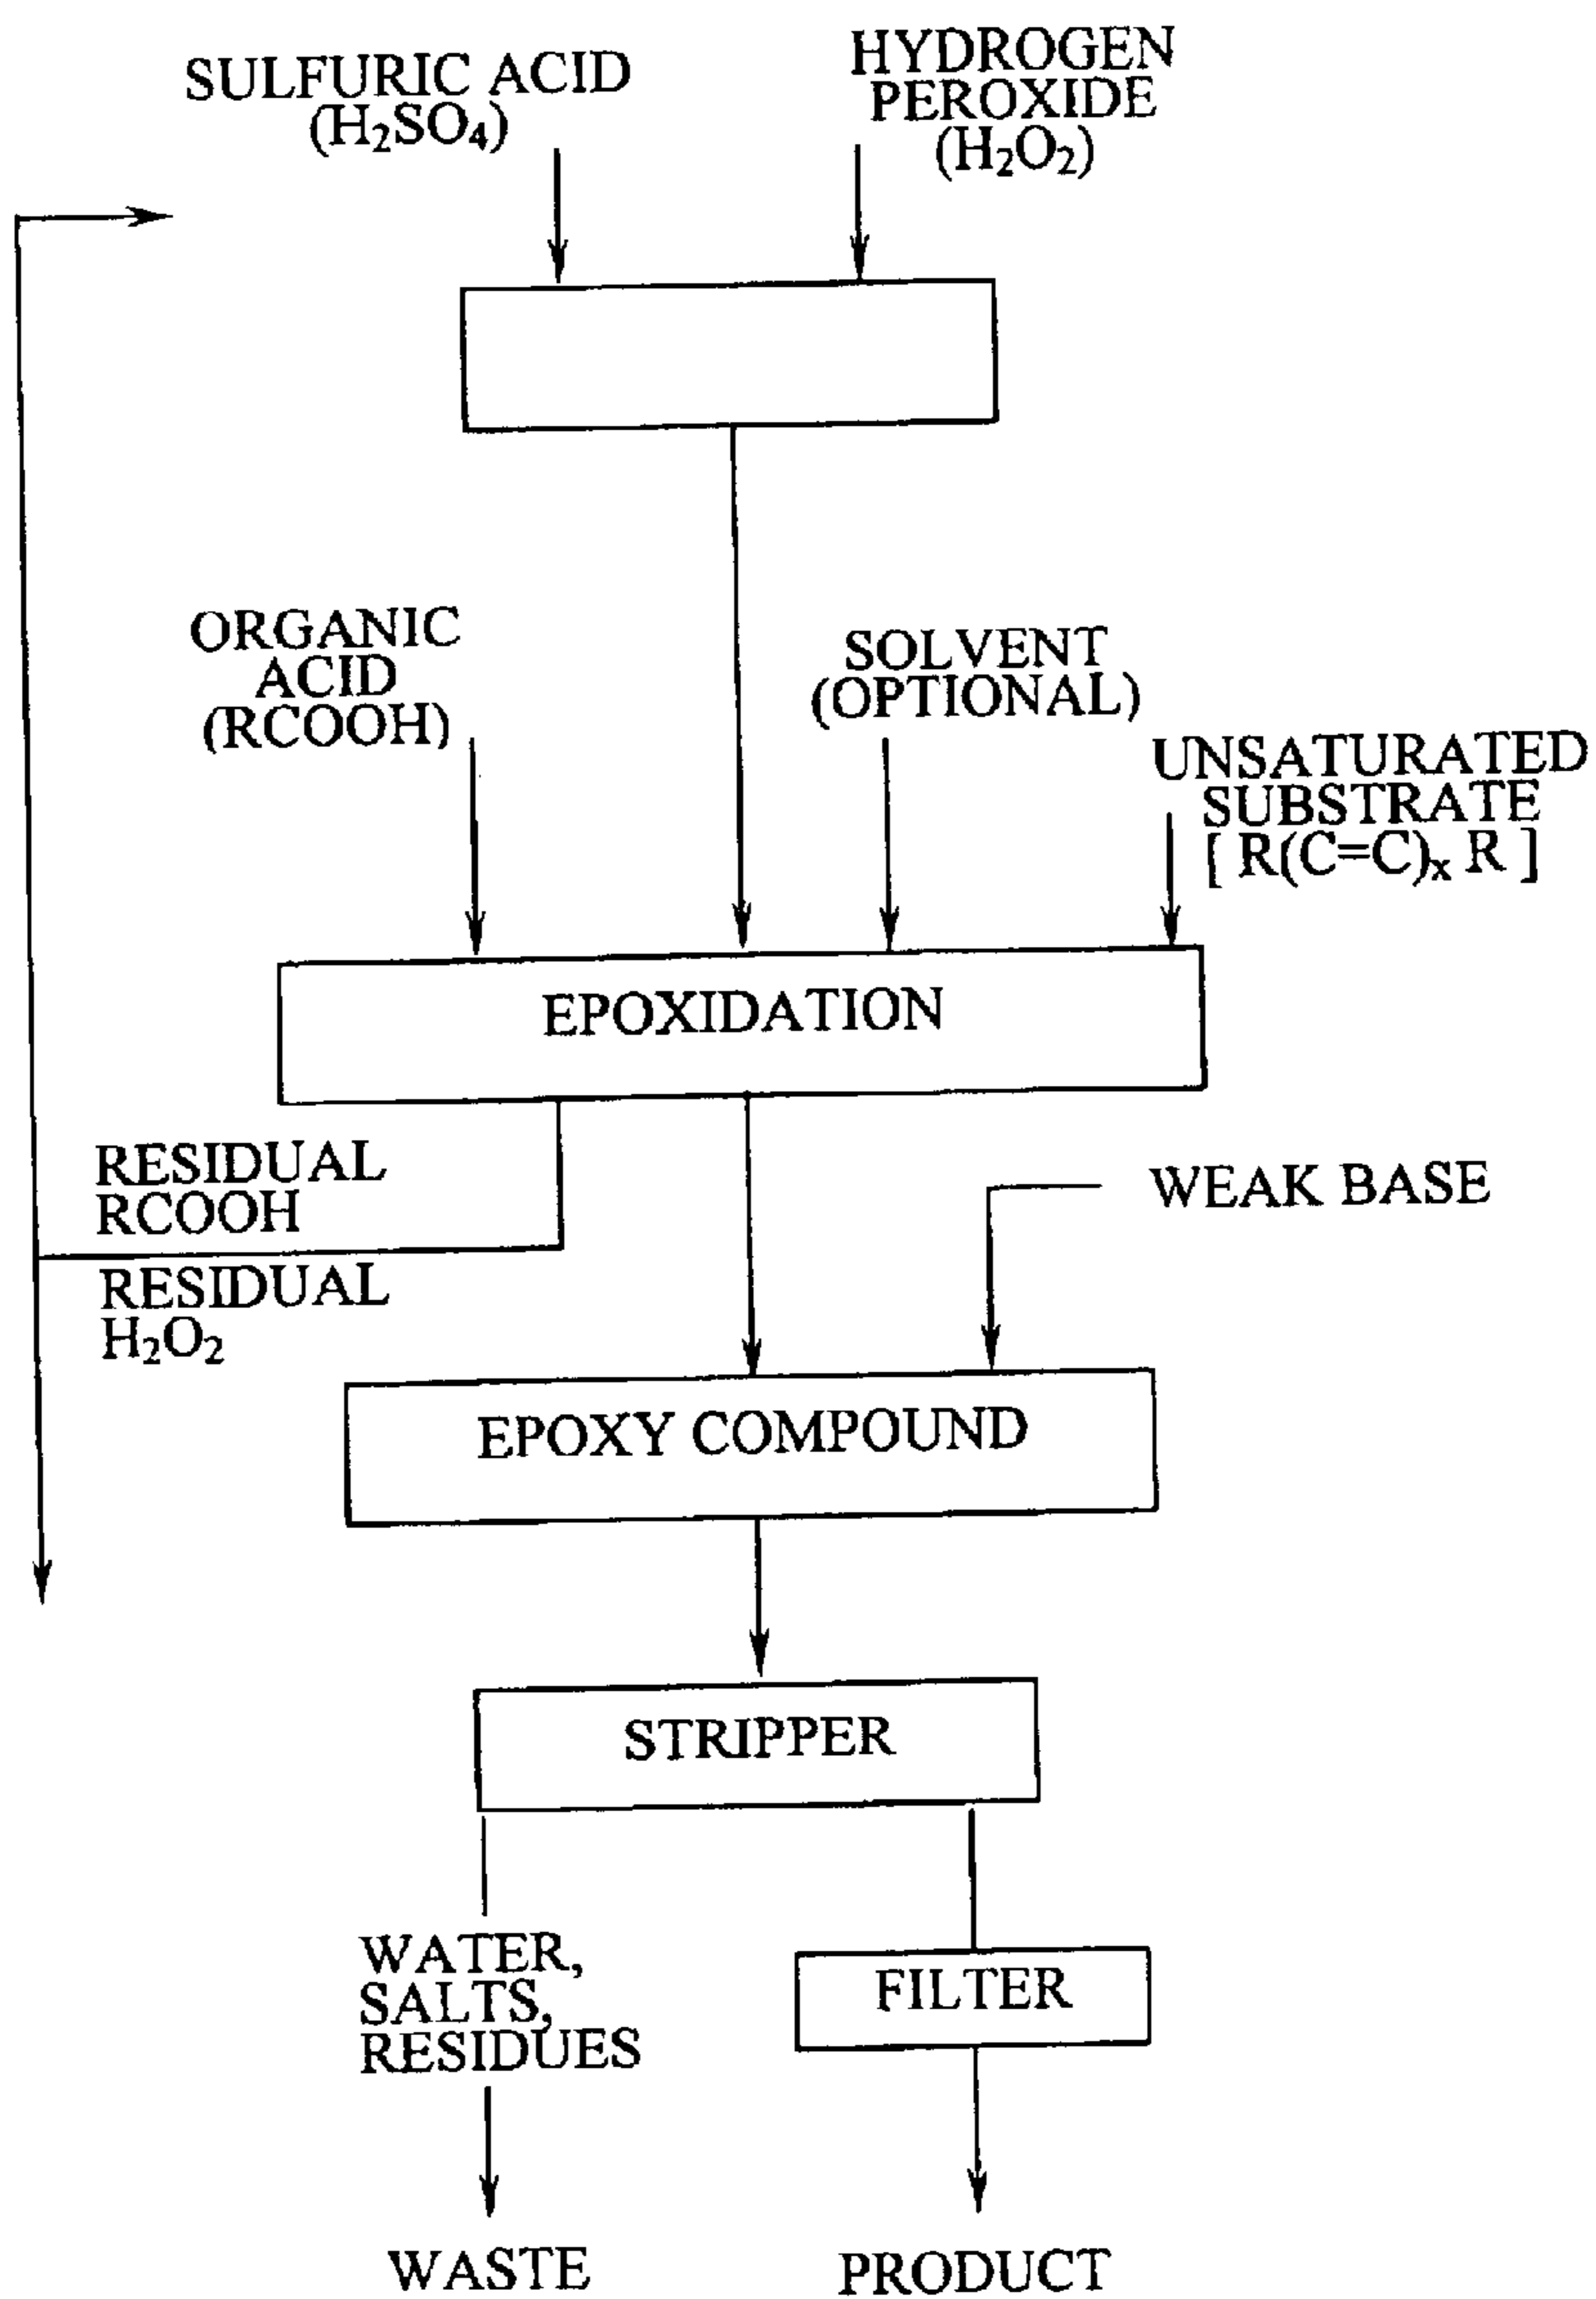 SULFURIC ACID
(H₂SO₄)
HYDROGEN
PEROXIDE
(H₂O₂)
ORGANIC
ACID
(RCOOH)
SOLVENT
(OPTIONAL)
UNSATURATED
SUBSTRATE
[ R(C=C)ₓ R ]
EPOXIDATION
RESIDUAL
RCOOH
RESIDUAL
H₂O₂
WEAK BASE
EPOXY COMPOUND
STRIPPER
WATER,
SALTS,
RESIDUES
FILTER
WASTE
PRODUCT